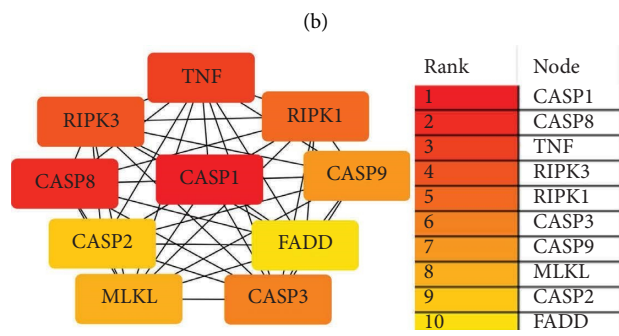 (b)
TNF
RIPK3
RIPK1
CASP8
CASP1
CASP9
CASP2
FADD
MLKL
CASP3
Rank Node
1 CASP1
2 CASP8
3 TNF
4 RIPK3
5 RIPK1
6 CASP3
7 CASP9
8 MLKL
9 CASP2
10 FADD